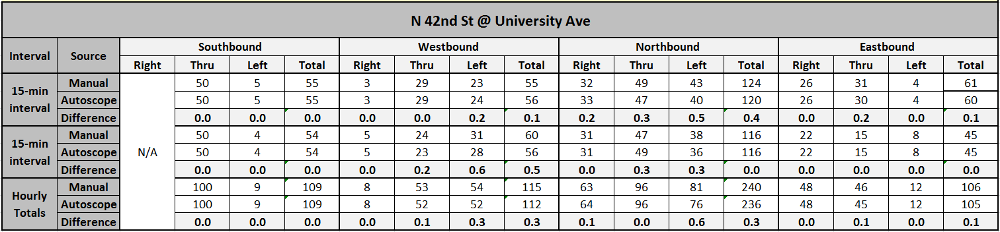 N 42nd St @ University Ave
Interval Source Southbound Westbound Northbound Eastbound
Right Thru Left Total Right Thru Left Total Right Thru Left Total Right Thru Left Total
15-min interval Manual N/A 50 5 55 3 29 23 55 32 49 43 124 26 31 4 61
Autoscope 50 5 55 3 29 24 56 33 47 40 120 26 30 4 60
Difference 0.0 0.0 0.0 0.0 0.0 0.2 0.1 0.2 0.3 0.5 0.4 0.0 0.2 0.0 0.1
15-min interval Manual 50 4 54 5 24 31 60 31 47 38 116 22 15 8 45
Autoscope 50 4 54 5 23 28 56 31 49 36 116 22 15 8 45
Difference 0.0 0.0 0.0 0.0 0.2 0.6 0.5 0.0 0.3 0.3 0.0 0.0 0.0 0.0 0.0
Hourly Totals Manual 100 9 109 8 53 54 115 63 96 81 240 48 46 12 106
Autoscope 100 9 109 8 52 52 112 64 96 76 236 48 45 12 105
Difference 0.0 0.0 0.0 0.0 0.1 0.3 0.3 0.1 0.0 0.6 0.3 0.0 0.1 0.0 0.1